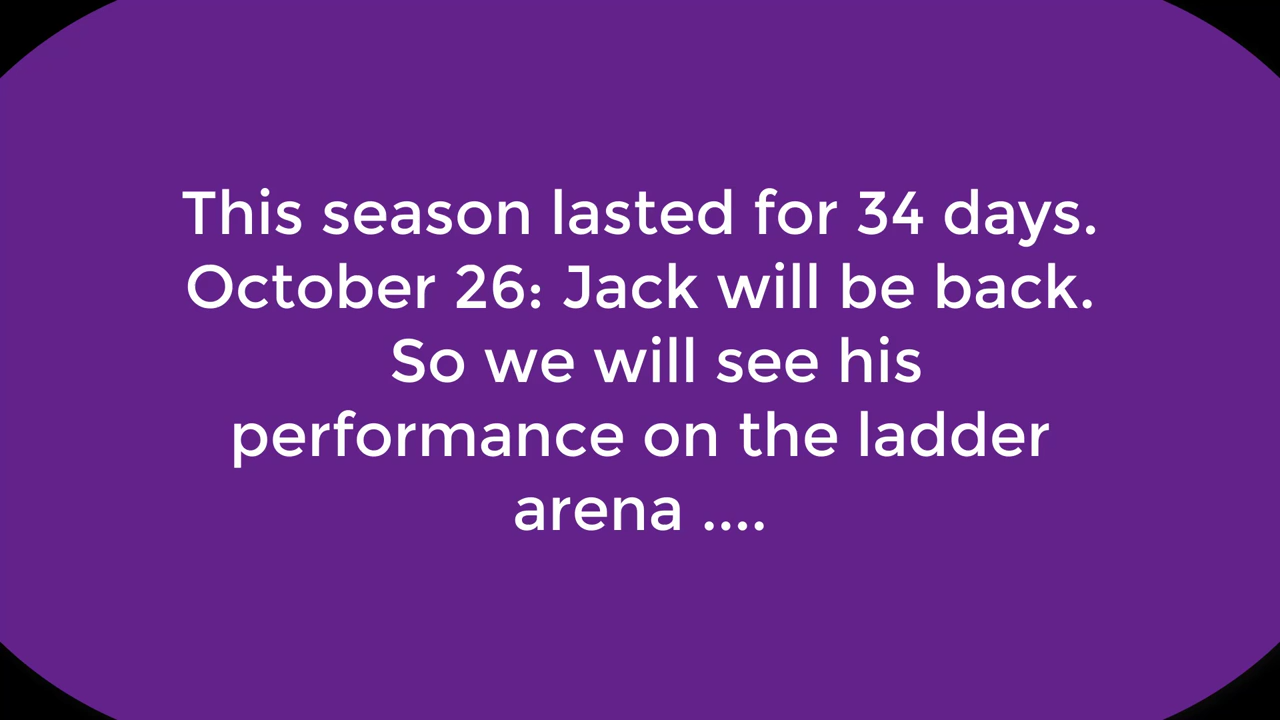 This season lasted for 34 days.
October 26: Jack will be back.
So we will see his
performance on the ladder
arena ....